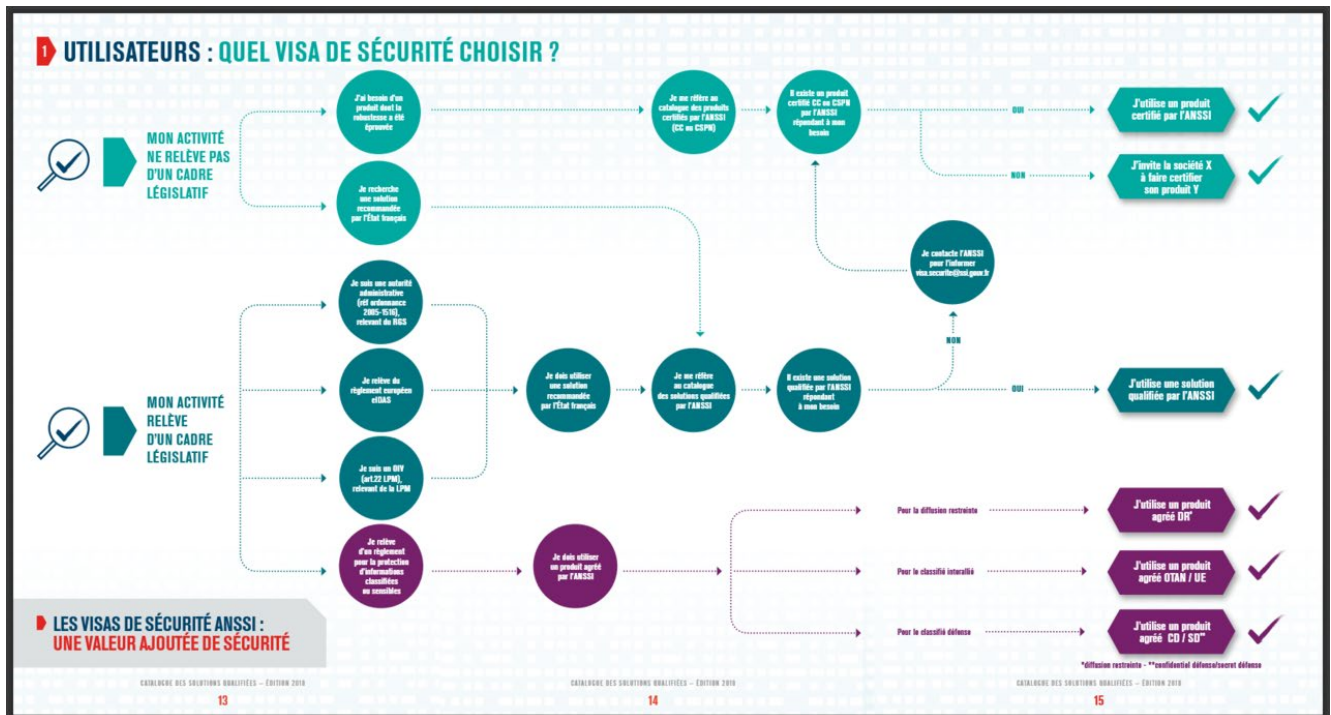 1 UTILISATEURS : QUEL VISA DE SÉCURITÉ CHOISIR ?
MON ACTIVITÉ
NE RELÈVE PAS
D'UN CADRE
LÉGISLATIF
J'ai besoin d'un
produit dont la
robustesse a été
éprouvée
Je me réfère au
catalogue des produits
certifiés par l'ANSSI
(CC ou CSPN)
Il existe un produit
certifié CC ou CSPN
par l'ANSSI
répondant à mon
besoin
OUI
J'utilise un produit
certifié par l'ANSSI
NON
J'invite la société X
à faire certifier
son produit Y
Je recherche
une solution
recommandée
par l'État français
Je contacte l'ANSSI
pour l'informer
visa.securite@ssi.gouv.fr
MON ACTIVITÉ
RELÈVE
D'UN CADRE
LÉGISLATIF
Je suis une autorité
administrative
(réf ordonnance
2005-1516),
relevant du RGS
Je relève du
règlement européen
eIDAS
Je suis un OIV
(art.22 LPM),
relevant de la LPM
Je dois utiliser
une solution
recommandée
par l'État français
Je me réfère
au catalogue
des solutions qualifiées
par l'ANSSI
Il existe une solution
qualifiée par l'ANSSI
répondant
à mon besoin
NON
OUI
J'utilise une solution
qualifiée par l'ANSSI
Je relève
d'un règlement
pour la protection
d'informations
classifiées
ou sensibles
Je dois utiliser
un produit agréé
par l'ANSSI
Pour la diffusion restreinte
J'utilise un produit
agréé DR*
Pour le classifié interallié
J'utilise un produit
agréé OTAN / UE
Pour le classifié défense
J'utilise un produit
agréé CD / SD**
*diffusion restreinte - **confidentiel défense/secret défense
LES VISAS DE SÉCURITÉ ANSSI :
UNE VALEUR AJOUTÉE DE SÉCURITÉ
CATALOGUE DES SOLUTIONS QUALIFIÉES – ÉDITION 2018
13
CATALOGUE DES SOLUTIONS QUALIFIÉES – ÉDITION 2018
14
CATALOGUE DES SOLUTIONS QUALIFIÉES – ÉDITION 2018
15